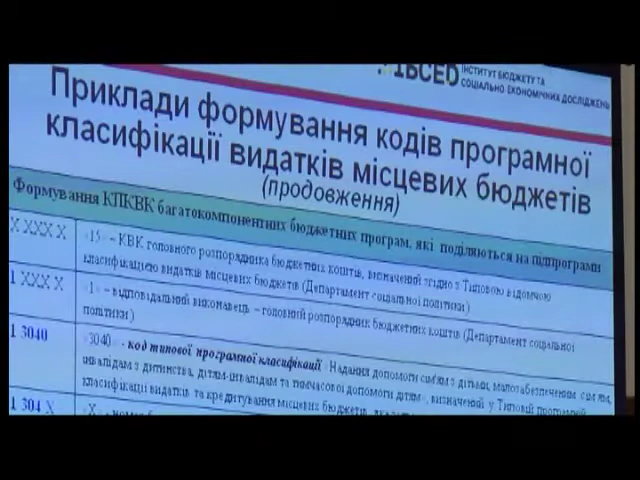 IBSED ІНСТИТУТ БЮДЖЕТУ ТА
СОЦІАЛЬНО ЕКОНОМІЧНИХ ДОСЛІДЖЕНЬ
Приклади формування кодів програмної
класифікації видатків місцевих бюджетів
(продовження)
Формування КПКВК багатокомпонентних бюджетних програм, які поділяються на підпрограми
X XXX X
«15» – КВК головного розпорядника бюджетних коштів, визначений згідно з Типовою відомчою
класифікацією видатків місцевих бюджетів (Департамент соціальної політики)
1 XXX X
«1» – відповідальний виконавець – головний розпорядник бюджетних коштів (Департамент соціальної
політики)
1 3040
«3040» - код типової програмної класифікації «Надання допомоги сім'ям з дітьми, малозабезпеченим сім'ям,
інвалідам з дитинства, дітям-інвалідам та тимчасової допомоги дітям», визначений у Типовій програмній
класифікації видатків та кредитування місцевих бюджетів,
1 304 X
«X» - номер